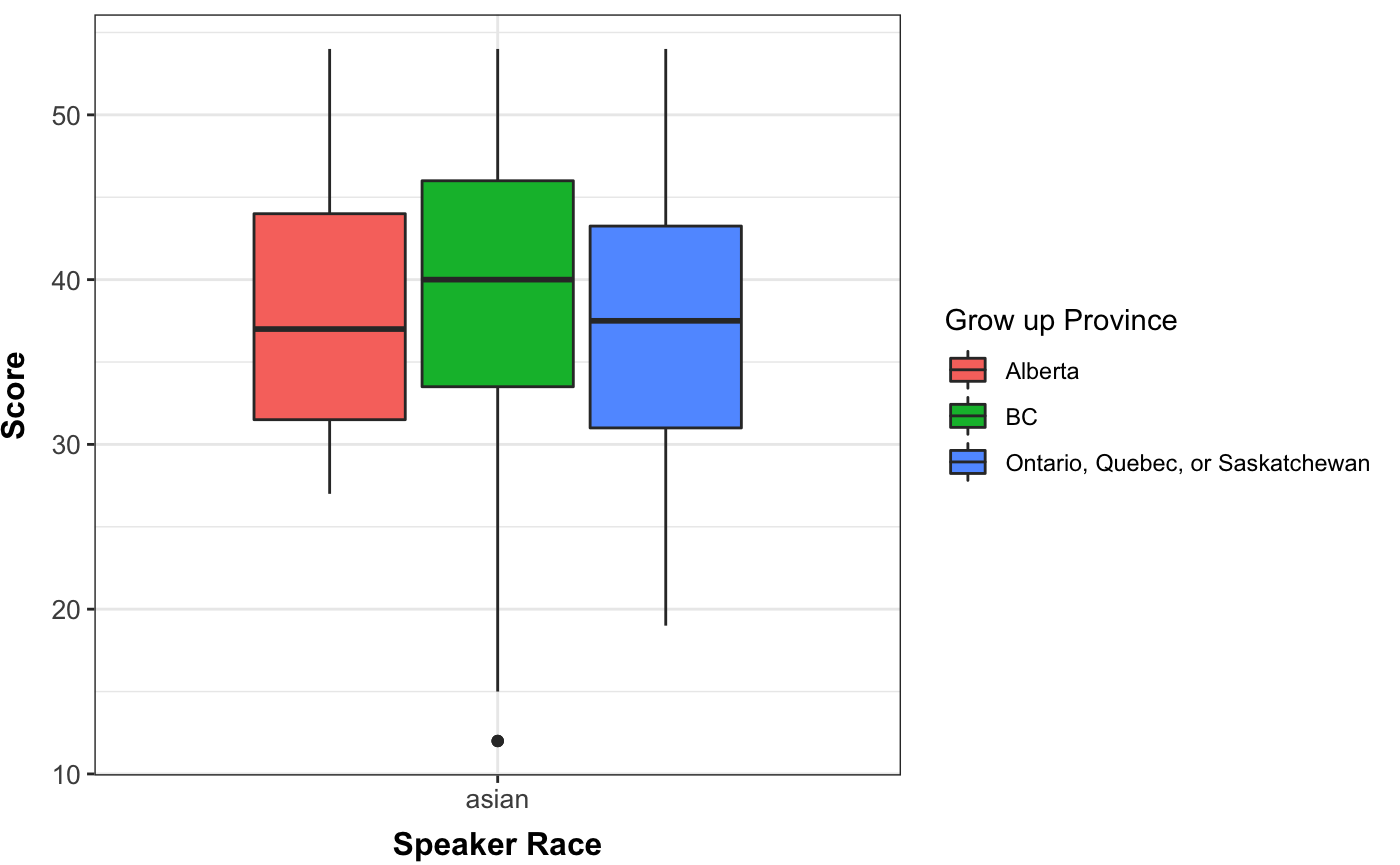 Score
50
40
30
20
10
asian
Speaker Race
Grow up Province
Alberta
BC
Ontario, Quebec, or Saskatchewan